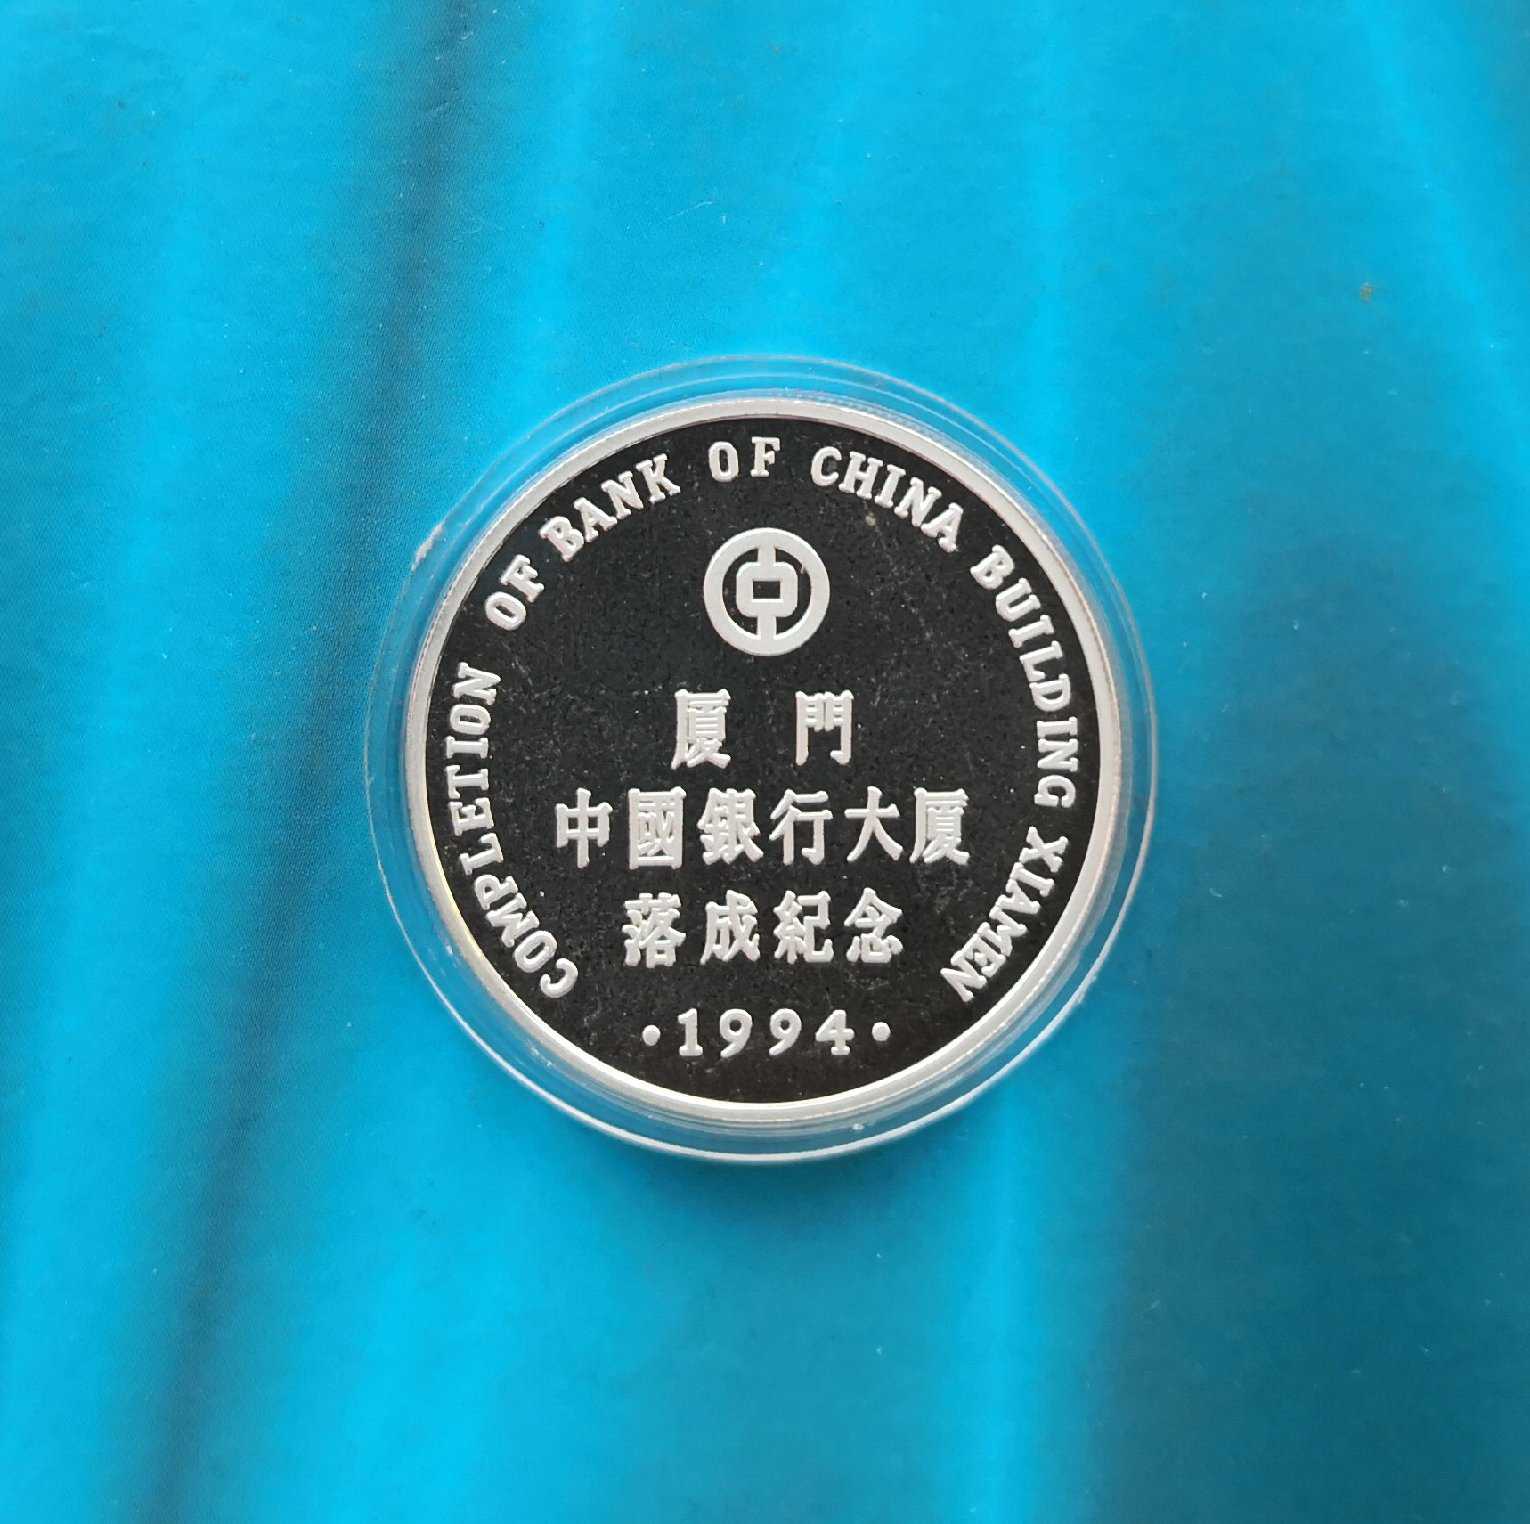 COMPLETION OF BANK OF CHINA BUILDING XIAMEN
厦門
中國銀行大厦
落成紀念
·1994·